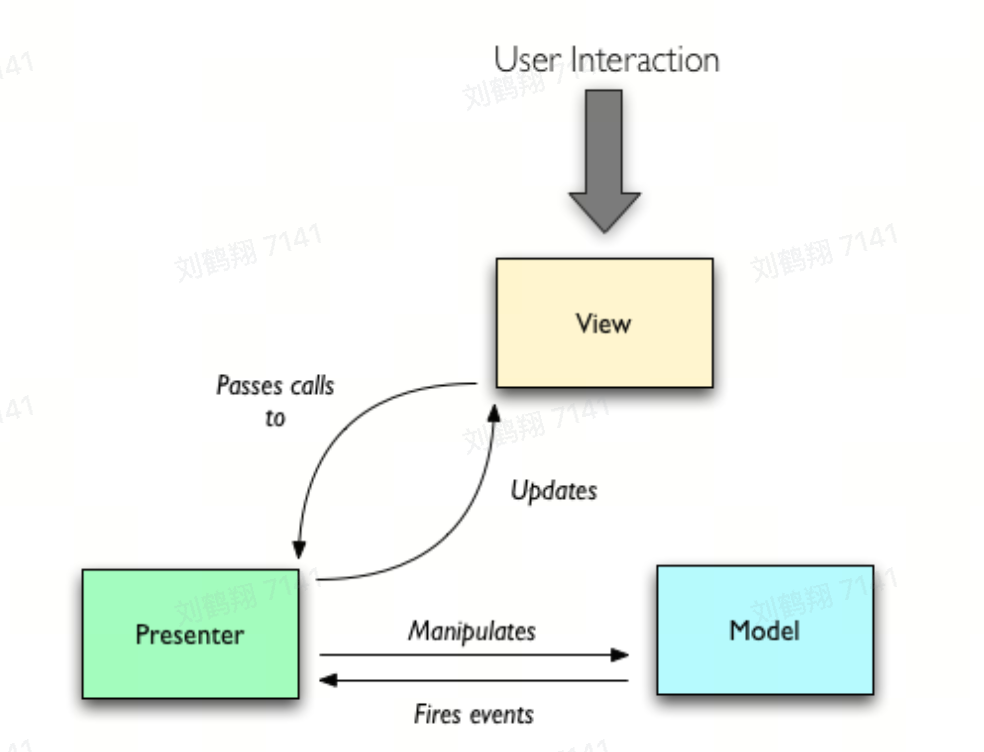 User Interaction
View
Passes calls
to
Updates
Presenter
Manipulates
Model
Fires events
刘鹤翔 7141
刘鹤翔 7141
刘鹤翔 7141
刘鹤翔 7141
刘鹤翔 7141
刘鹤翔 7141